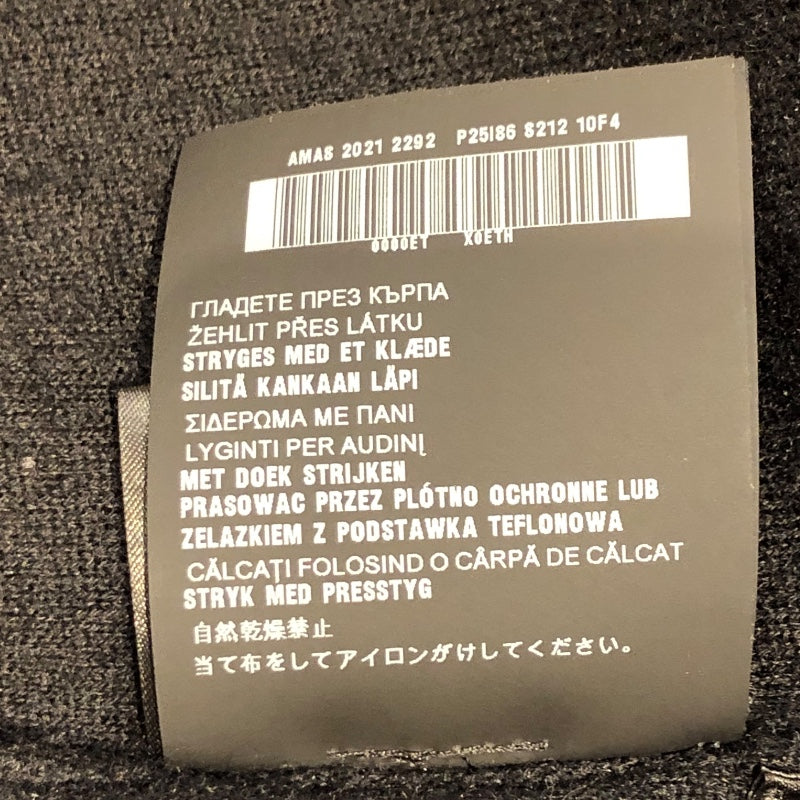 AMAS 2021 2292 P25I86 S212 10F4
0000ET X0ETH
ГЛАДЕТЕ ПРЕЗ КЪРПА
ŽEHLIT PŘES LÁTKU
STRYGES MED ET KLÆDE
SILITÄ KANKAAN LÄPI
ΣΙΔΕΡΩΜΑ ΜΕ ΠΑΝΙ
LYGINTI PER AUDINĮ
MET DOEK STRIJKEN
PRASOWAC PRZEZ PLÓTNO OCHRONNE LUB
ZELAZKIEM Z PODSTAWKA TEFLONOWA
CĂLCAȚI FOLOSIND O CÂRPĂ DE CĂLCAT
STRYK MED PRESSTYG
自然乾燥禁止
当て布をしてアイロンがけしてください。